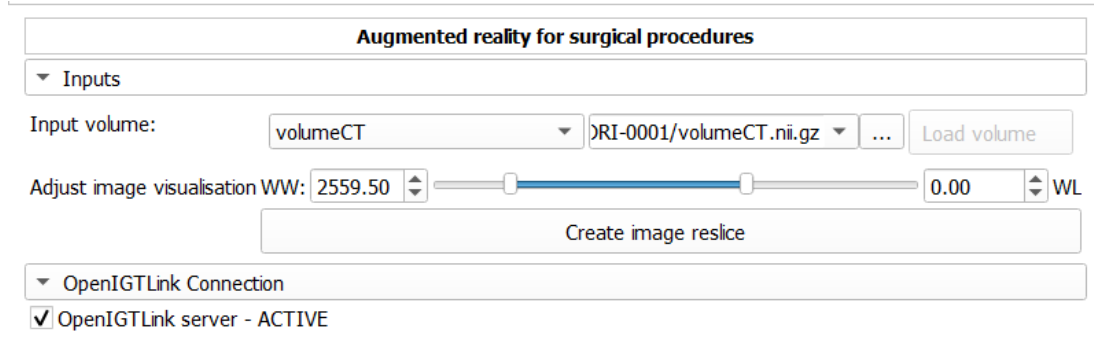 Augmented reality for surgical procedures
Inputs
Input volume: volumeCT RI-0001/volumeCT.nii.gz ... Load volume
Adjust image visualisation WW: 2559.50 0.00 WL
Create image reslice
OpenIGTLink Connection
OpenIGTLink server - ACTIVE